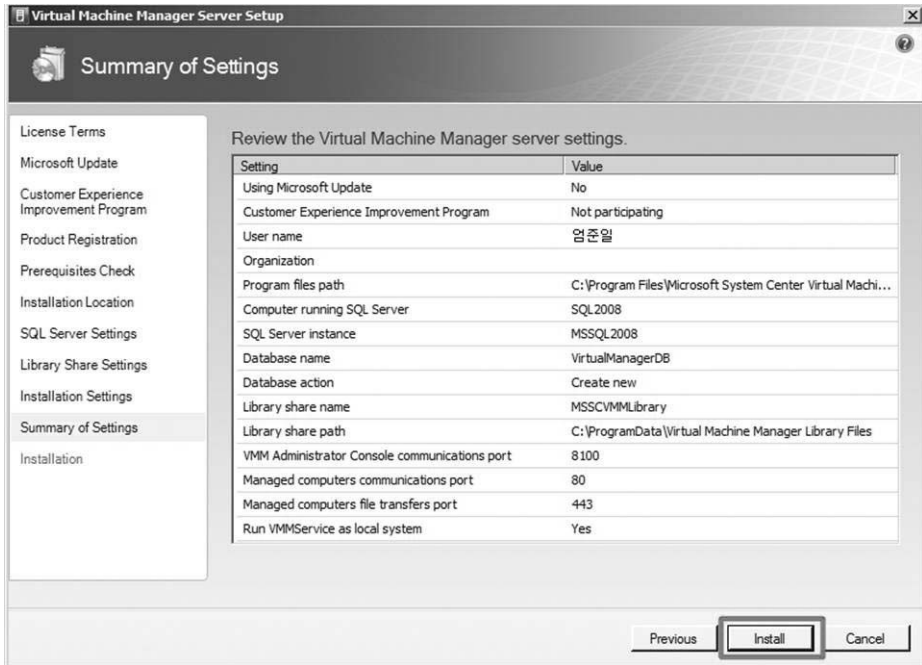 Virtual Machine Manager Server Setup
Summary of Settings
License Terms
Microsoft Update
Customer Experience
Improvement Program
Product Registration
Prerequisites Check
Installation Location
SQL Server Settings
Library Share Settings
Installation Settings
Summary of Settings
Installation
Review the Virtual Machine Manager server settings.
Setting Value
Using Microsoft Update No
Customer Experience Improvement Program Not participating
User name 엄준일
Organization
Program files path C:\Program Files\Microsoft System Center Virtual Machi...
Computer running SQL Server SQL2008
SQL Server instance MSSQL2008
Database name VirtualManagerDB
Database action Create new
Library share name MSSCVMMLibrary
Library share path C:\ProgramData\Virtual Machine Manager Library Files
VMM Administrator Console communications port 8100
Managed computers communications port 80
Managed computers file transfers port 443
Run VMMService as local system Yes
Previous Install Cancel